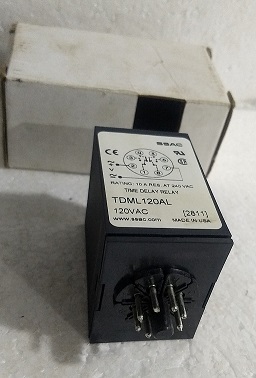 SSAC
RATING: 10 A RES. AT 240 VAC
TIME DELAY RELAY
TDML120AL
120VAC [2811]
www.ssac.com MADE IN USA